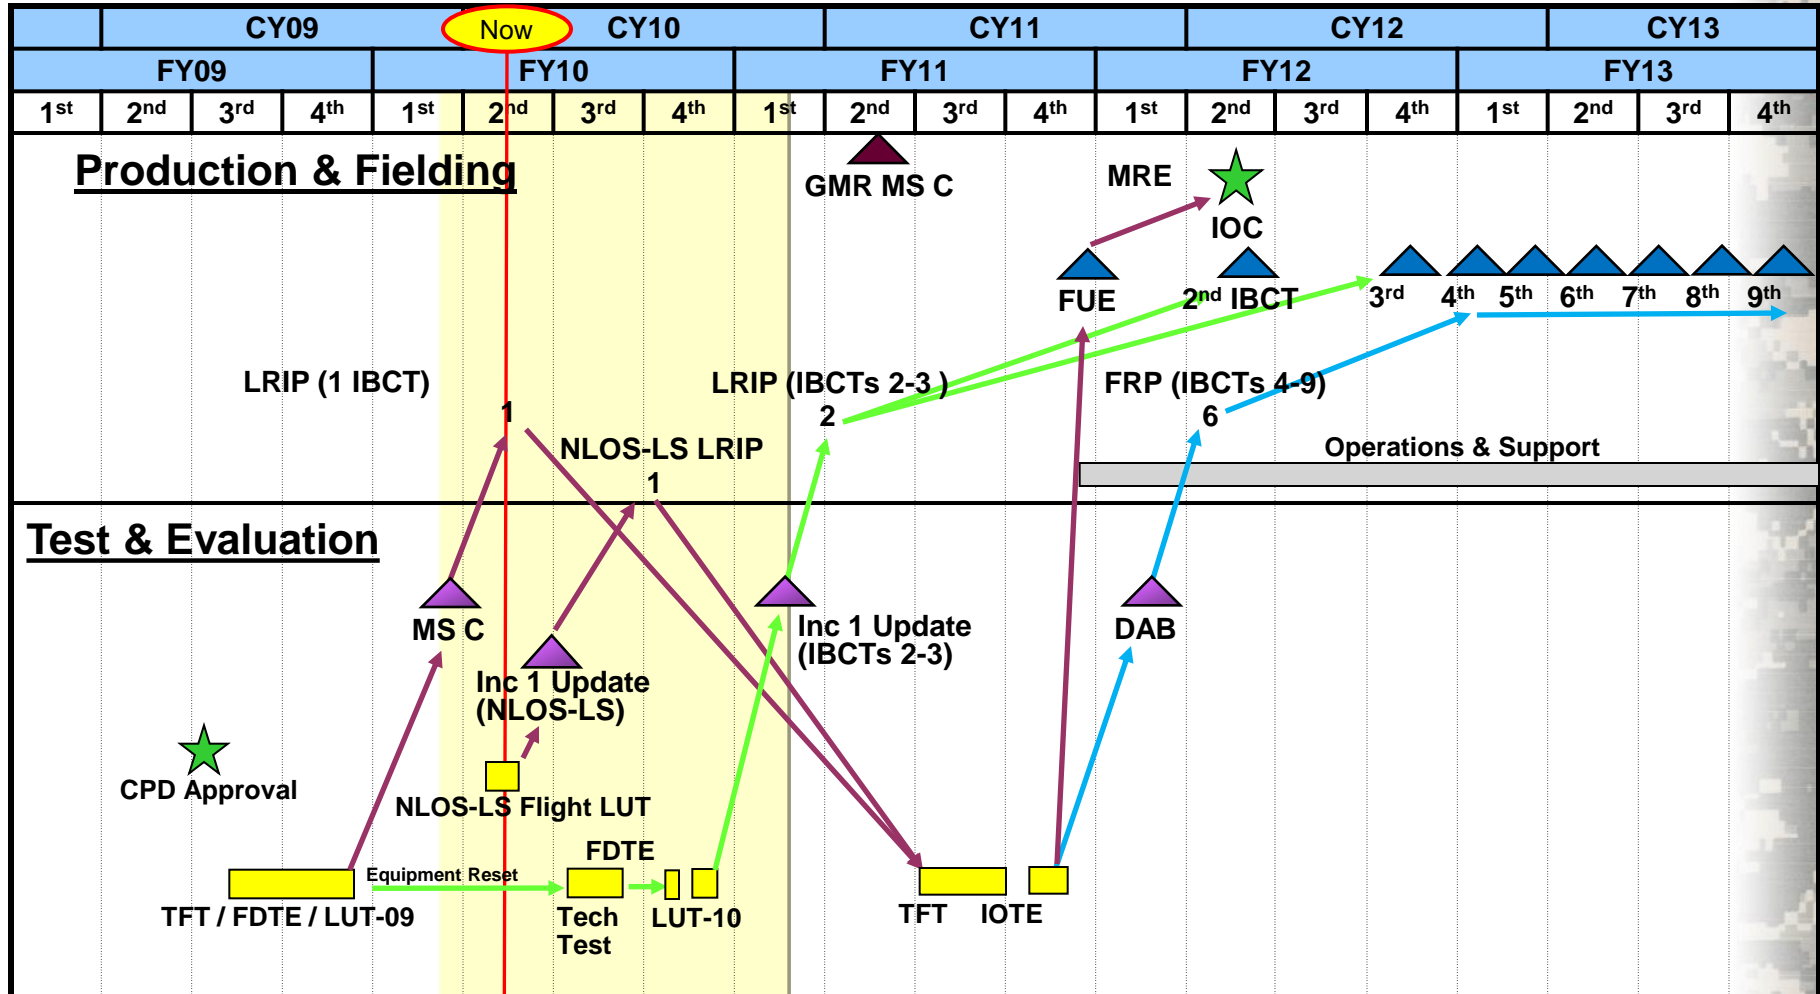 CY09 Now CY10 CY11 CY12 CY13
FY09 FY10 FY11 FY12 FY13
1st 2nd 3rd 4th 1st 2nd 3rd 4th 1st 2nd 3rd 4th 1st 2nd 3rd 4th 1st 2nd 3rd 4th
Production & Fielding
GMR MS C
MRE
IOC
FUE
2nd IBCT
3rd 4th 5th 6th 7th 8th 9th
LRIP (1 IBCT)
1
LRIP (IBCTs 2-3 )
2
FRP (IBCTs 4-9)
6
NLOS-LS LRIP
1
Operations & Support
Test & Evaluation
MS C
Inc 1 Update
(NLOS-LS)
Inc 1 Update
(IBCTs 2-3)
DAB
CPD Approval
NLOS-LS Flight LUT
FDTE
Equipment Reset
TFT / FDTE / LUT-09
Tech
Test
LUT-10
TFT
IOTE